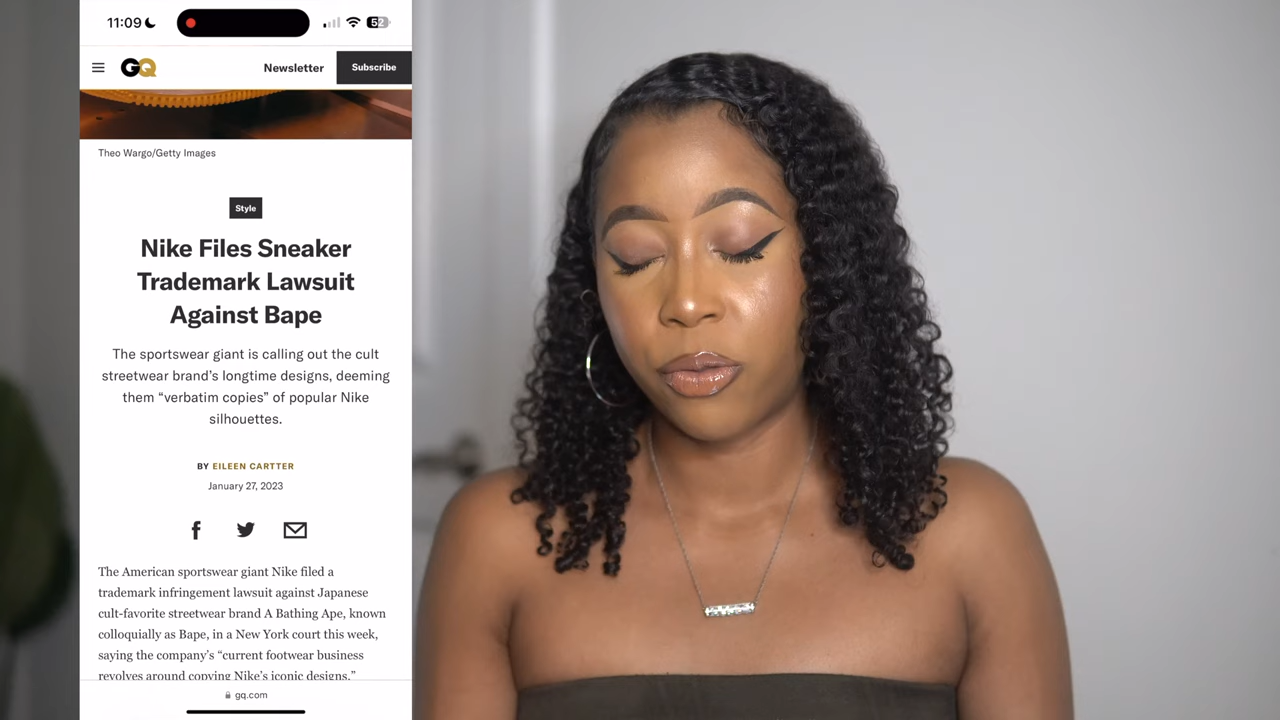 11:09
52
GQ
Newsletter
Subscribe
Theo Wargo/Getty Images
Style
Nike Files Sneaker
Trademark Lawsuit
Against Bape
The sportswear giant is calling out the cult
streetwear brand's longtime designs, deeming
them “verbatim copies” of popular Nike
silhouettes.
BY EILEEN CARTTER
January 27, 2023
The American sportswear giant Nike filed a
trademark infringement lawsuit against Japanese
cult-favorite streetwear brand A Bathing Ape, known
colloquially as Bape, in a New York court this week,
saying the company's “current footwear business
revolves around copying Nike's iconic designs.”
gq.com